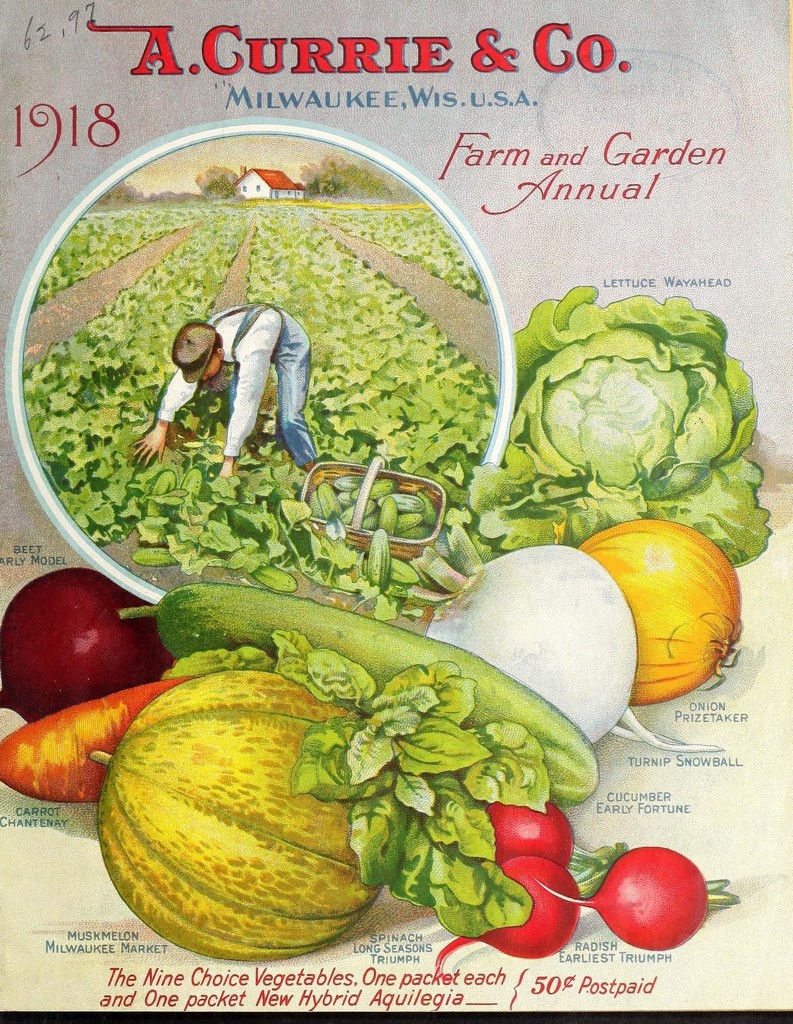 62,97
A. CURRIE & CO.
MILWAUKEE, WIS. U.S.A.
1918
Farm and Garden
Annual
LETTUCE WAYAHEAD
BEET
ARLY MODEL
ONION
PRIZETAKER
TURNIP SNOWBALL
CUCUMBER
EARLY FORTUNE
CARROT
CHANTENAY
MUSKMELON
MILWAUKEE MARKET
SPINACH
LONG SEASONS
TRIUMPH
RADISH
EARLIEST TRIUMPH
The Nine Choice Vegetables, One packet each
and One packet New Hybrid Aquilegia
50¢ Postpaid